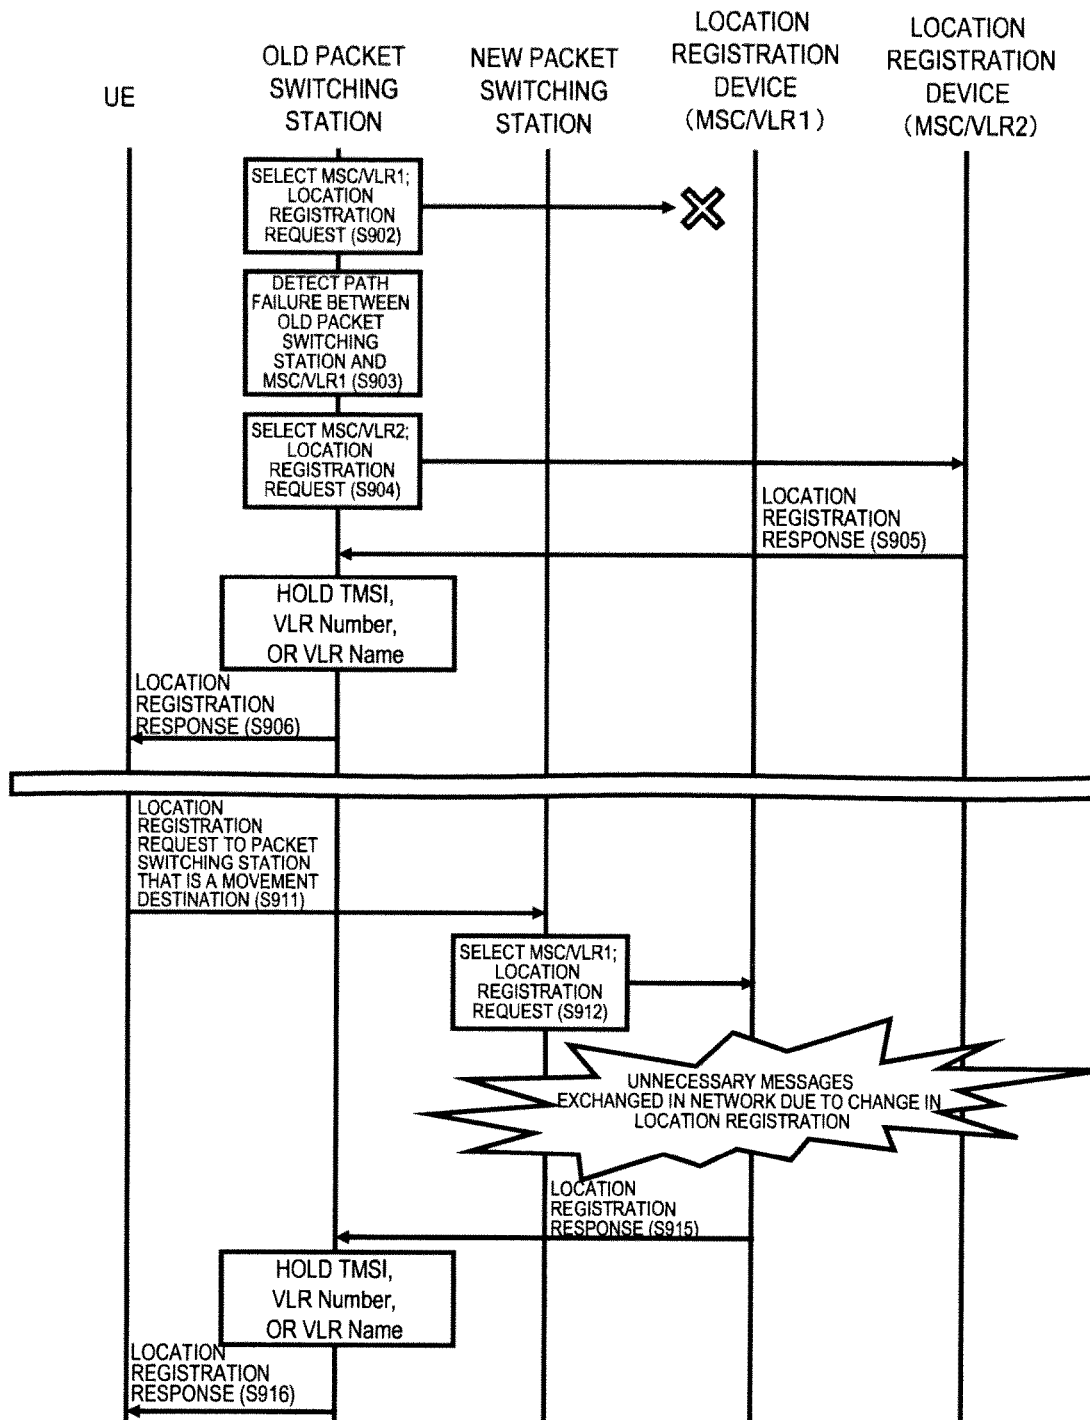 UE
OLD PACKET
SWITCHING
STATION
NEW PACKET
SWITCHING
STATION
LOCATION
REGISTRATION
DEVICE
(MSC/VLR1)
LOCATION
REGISTRATION
DEVICE
(MSC/VLR2)
SELECT MSC/VLR1;
LOCATION
REGISTRATION
REQUEST (S902)
DETECT PATH
FAILURE BETWEEN
OLD PACKET
SWITCHING
STATION AND
MSC/VLR1 (S903)
SELECT MSC/VLR2;
LOCATION
REGISTRATION
REQUEST (S904)
LOCATION
REGISTRATION
RESPONSE (S905)
HOLD TMSI,
VLR Number,
OR VLR Name
LOCATION
REGISTRATION
RESPONSE (S906)
LOCATION
REGISTRATION
REQUEST TO PACKET
SWITCHING STATION
THAT IS A MOVEMENT
DESTINATION (S911)
SELECT MSC/VLR1;
LOCATION
REGISTRATION
REQUEST (S912)
UNNECESSARY MESSAGES
EXCHANGED IN NETWORK DUE TO CHANGE IN
LOCATION REGISTRATION
LOCATION
REGISTRATION
RESPONSE (S915)
HOLD TMSI,
VLR Number,
OR VLR Name
LOCATION
REGISTRATION
RESPONSE (S916)